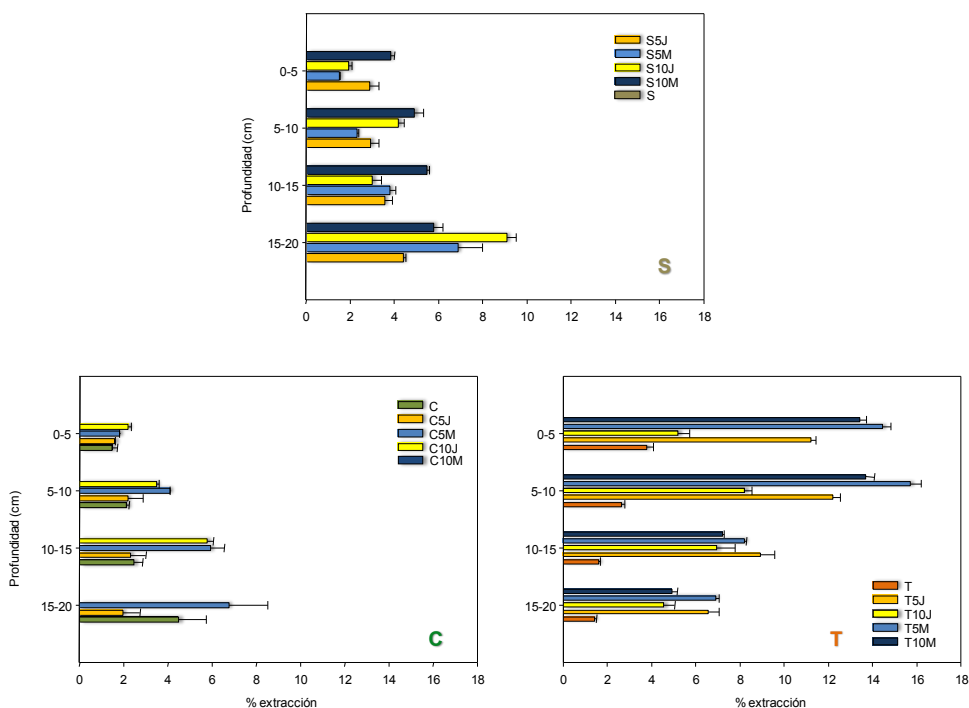 S5J
S5M
S10J
S10M
S
Profundidad (cm)
0-5
5-10
10-15
15-20
S
0 2 4 6 8 10 12 14 16 18
C
C5J
C5M
C10J
C10M
Profundidad (cm)
0-5
5-10
10-15
15-20
C
0 2 4 6 8 10 12 14 16 18
% extracción
0-5
5-10
10-15
15-20
T
T5J
T10J
T5M
T10M
T
0 2 4 6 8 10 12 14 16 18
% extracción